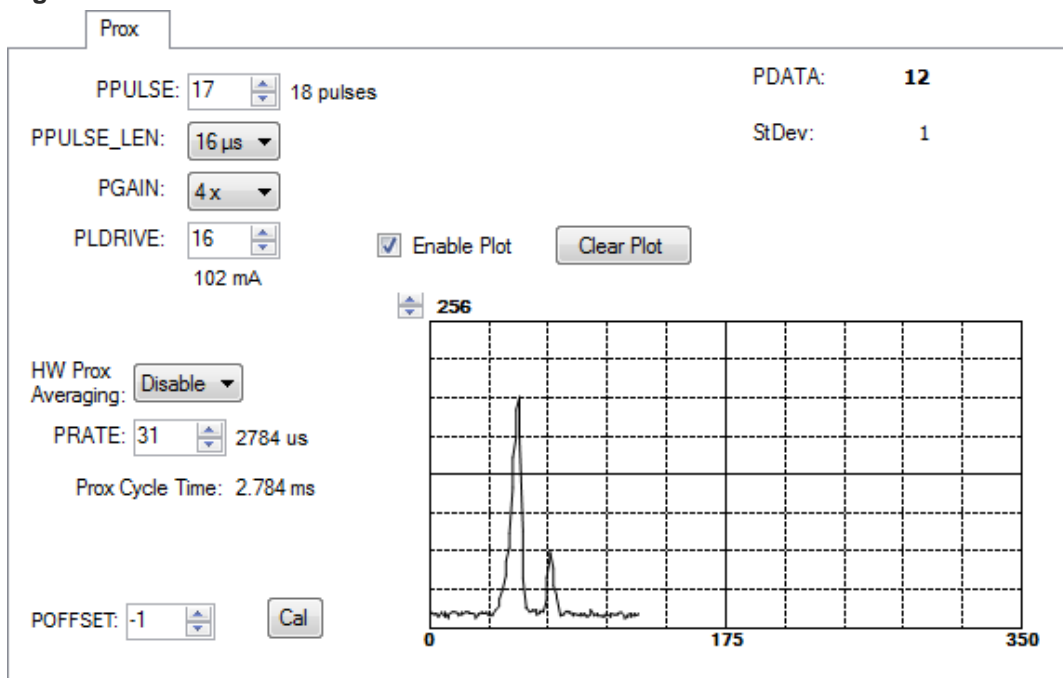 Prox
PPULSE: 17 18 pulses
PDATA: 12
PPULSE_LEN: 16 µs
StDev: 1
PGAIN: 4 x
PLDRIVE: 16
102 mA
Enable Plot Clear Plot
256
HW Prox
Averaging: Disable
PRATE: 31 2784 us
Prox Cycle Time: 2.784 ms
POFFSET: -1 Cal
0 175 350